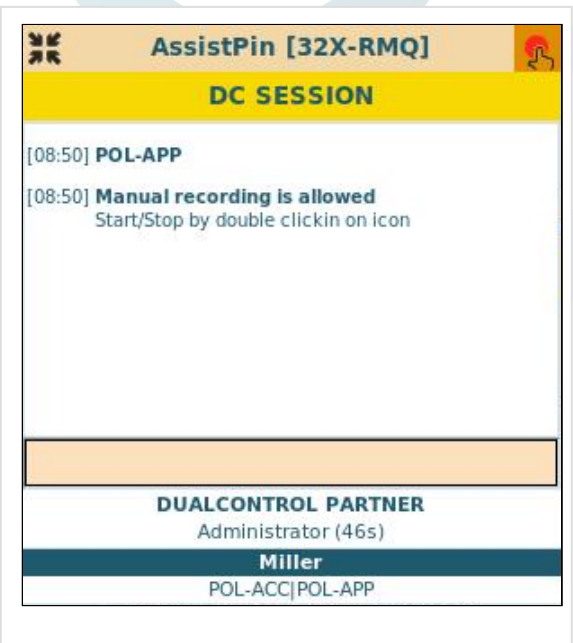 AssistPin [32X-RMQ]
DC SESSION
[08:50] POL-APP
[08:50] Manual recording is allowed
Start/Stop by double clickin on icon
DUALCONTROL PARTNER
Administrator (46s)
Miller
POL-ACC|POL-APP